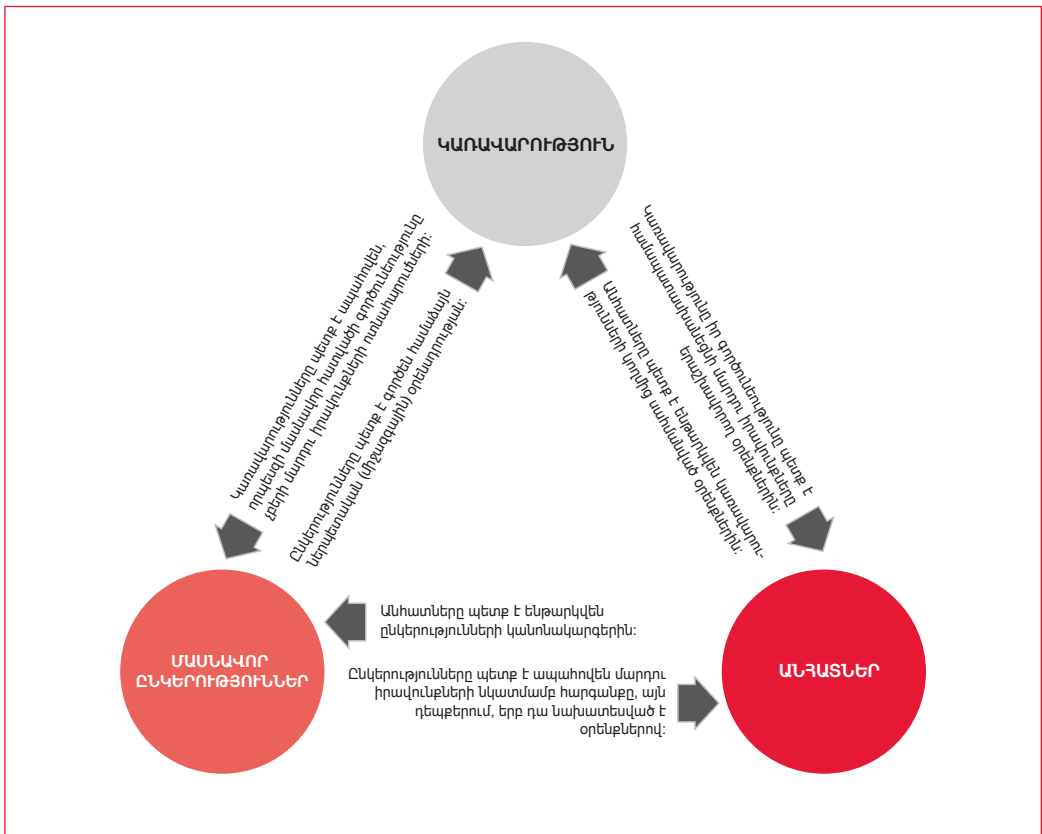 ԿԱՌԱՎԱՐՈՒԹՅՈՒՆ
Կառավարությունները պետք է ապահովեն,
որպեսզի մասնավոր հատվածի գործունեությունը
չբերի մարդու իրավունքների ոտնահարումների:
Ընկերությունները պետք է գործեն համաձայն
ներպետական (միջազգային) օրենսդրության:
Կառավարությունը իր գործունեությունը պետք է
համապատասխանեցնի մարդու իրավունքները
երաշխավորող օրենքներին:
Անհատները պետք է ենթարկվեն կառավարու-
թյունների կողմից սահմանված օրենքներին:
Անհատները պետք է ենթարկվեն
ընկերությունների կանոնակարգերին:
ՄԱՍՆԱՎՈՐ
ԸՆԿԵՐՈՒԹՅՈՒՆՆԵՐ
Ընկերությունները պետք է ապահովեն մարդու
իրավունքների նկատմամբ հարգանքը, այն
դեպքերում, երբ դա նախատեսված է
օրենքներով:
ԱՆՀԱՏՆԵՐ